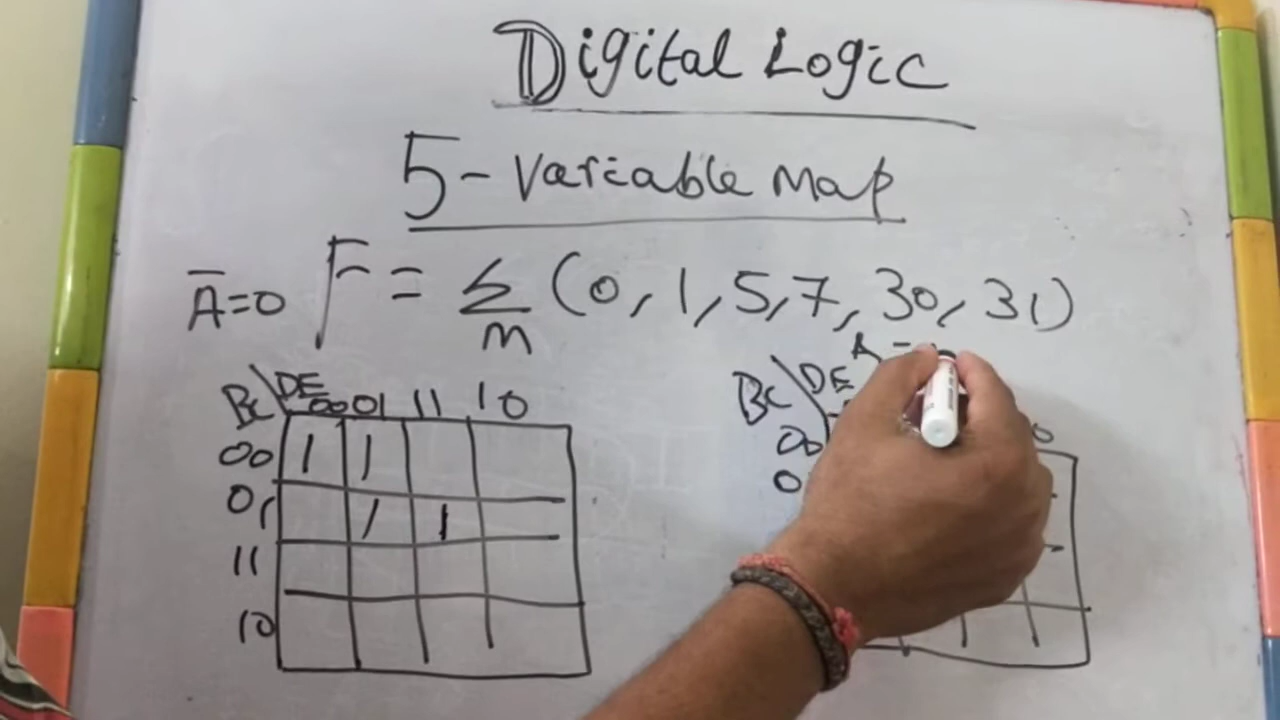 Digital Logic
5-Variable Map
Ā=0 F = Σm (0, 1, 5, 7, 30, 31)
BC\DE 00 01 11 10
00 1 1
01 1 1
11
10
A =
BC\DE
00